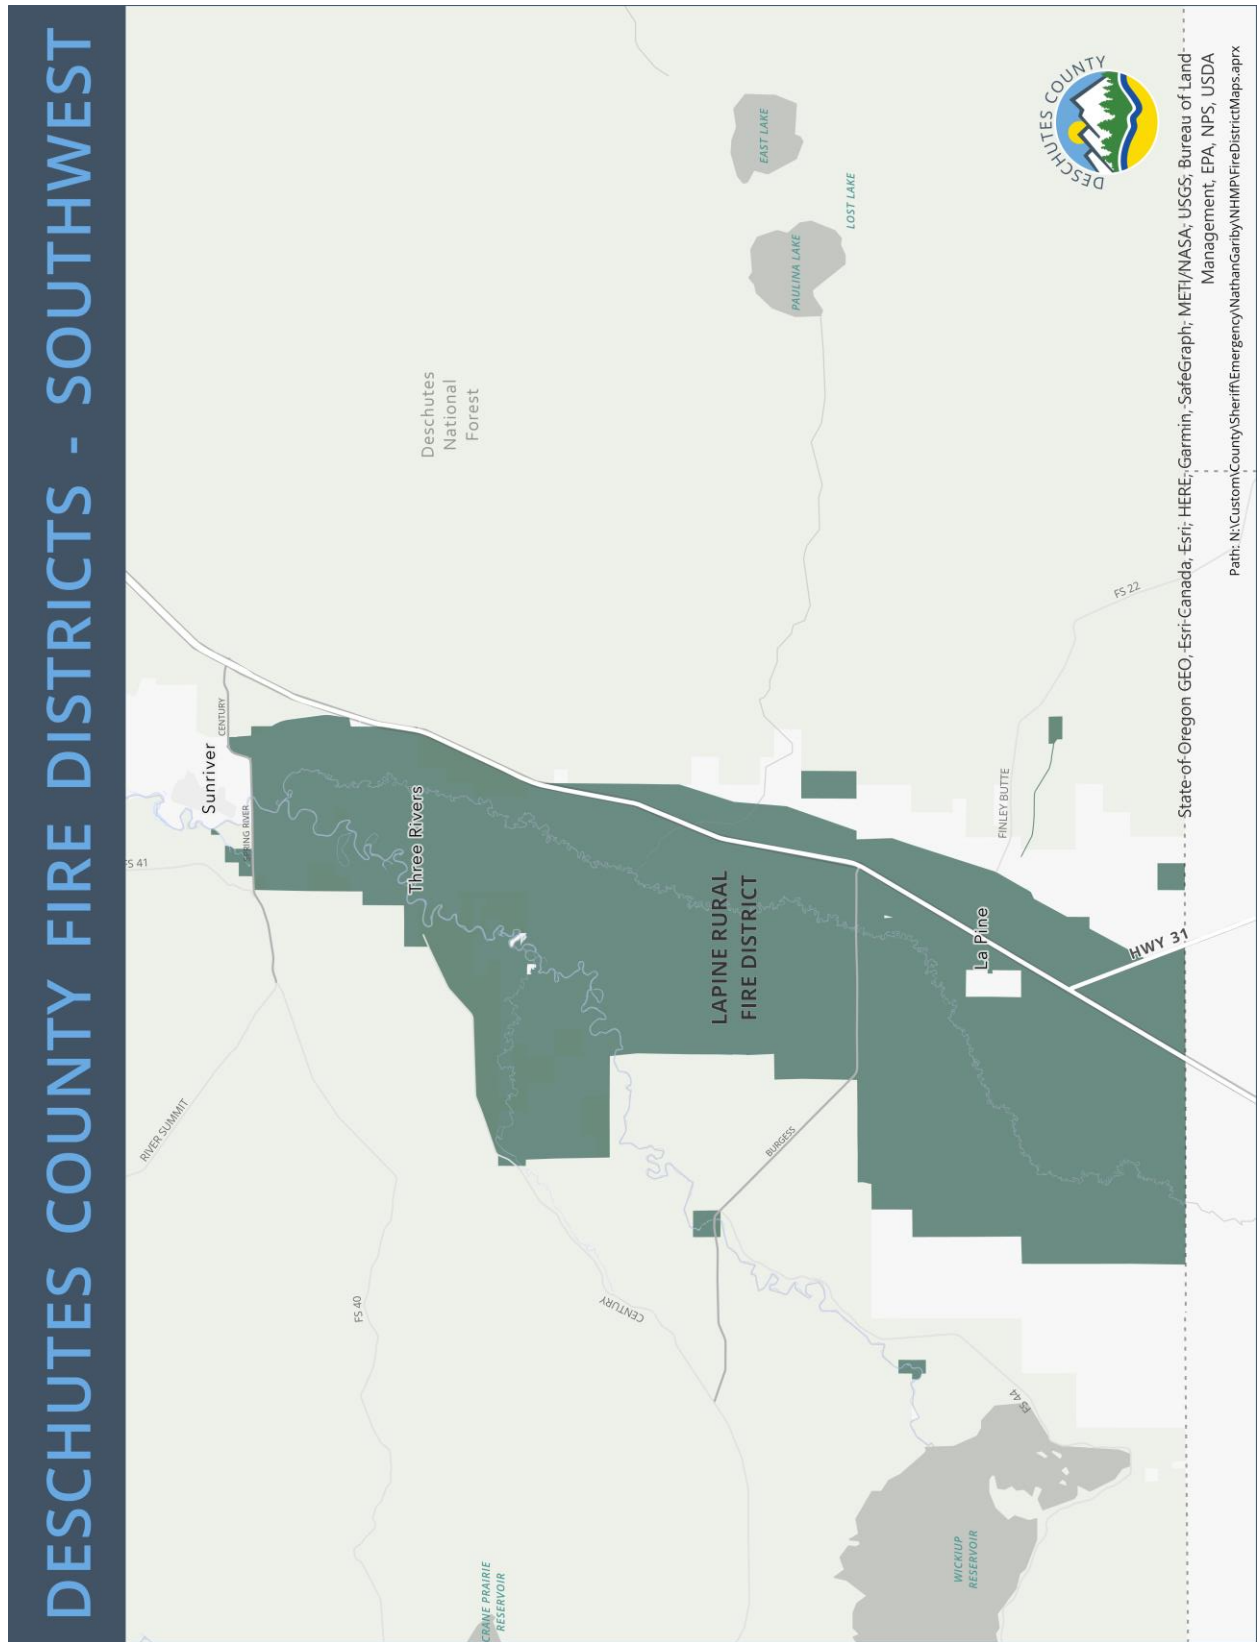 DESCHUTES COUNTY FIRE DISTRICTS - SOUTHWEST
RIVER SUMMIT
FS 41
Sunriver
CENTURY
SPRING RIVER
FS 40
Three Rivers
Deschutes
National
Forest
CRANE PRAIRIE
RESERVOIR
CENTURY
BURGESS
LAPINE RURAL
FIRE DISTRICT
EAST LAKE
PAULINA LAKE
LOST LAKE
WICKIUP
RESERVOIR
FS 44
La Pine
FINLEY BUTTE
FS 22
HWY 31
DESCHUTES COUNTY
State of Oregon GEO, Esri Canada, Esri, HERE, Garmin, SafeGraph, METI/NASA, USGS, Bureau of Land
Management, EPA, NPS, USDA
Path: N:\Custom\County\Sheriff\Emergency\NathanGariby\NHMP\FireDistrictMaps.aprx